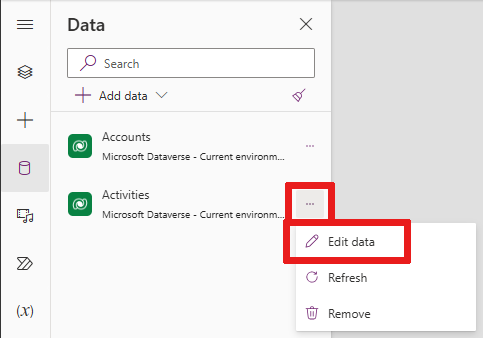 Data
Search
Add data
Accounts
Microsoft Dataverse - Current environm...
...
Activities
Microsoft Dataverse - Current environm...
...
Edit data
Refresh
Remove
(x)